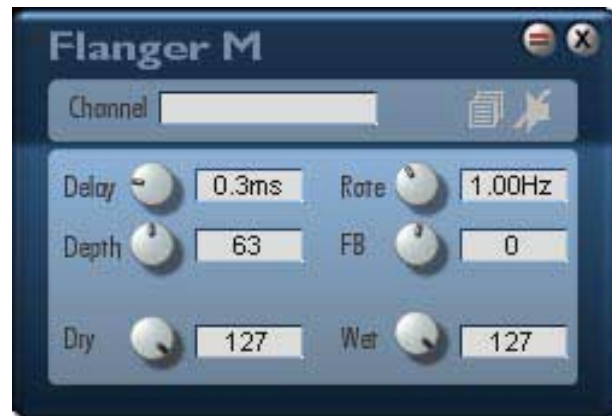 Flanger M
Channel
Delay 0.3ms Rate 1.00Hz
Depth 63 FB 0
Dry 127 Wet 127